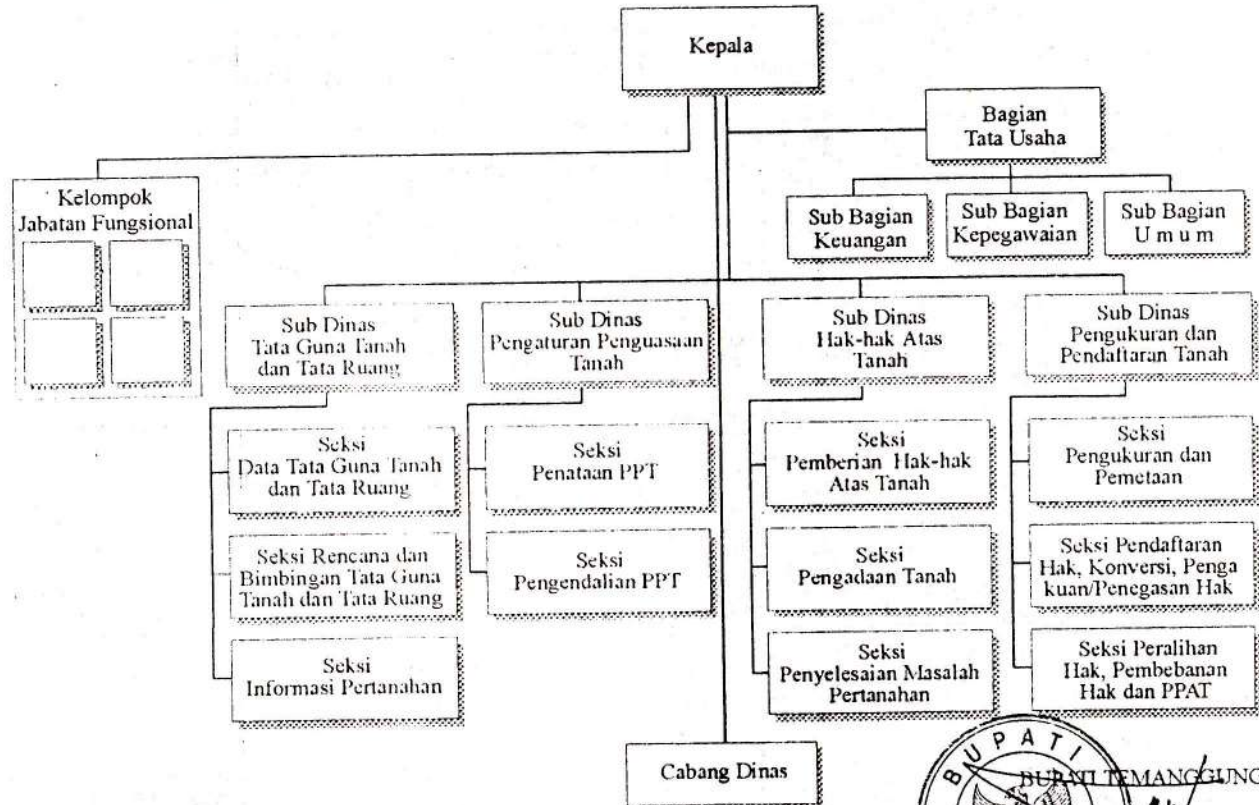 Kepala
Bagian
Tata Usaha
Kelompok
Jabatan Fungsional
Sub Bagian
Keuangan
Sub Bagian
Kepegawaian
Sub Bagian
U m u m
Sub Dinas
Tata Guna Tanah
dan Tata Ruang
Sub Dinas
Pengaturan Penguasaan
Tanah
Sub Dinas
Hak-hak Atas
Tanah
Sub Dinas
Pengukuran dan
Pendaftaran Tanah
Seksi
Data Tata Guna Tanah
dan Tata Ruang
Seksi Rencana dan
Bimbingan Tata Guna
Tanah dan Tata Ruang
Seksi
Informasi Pertanahan
Seksi
Penataan PPT
Seksi
Pengendalian PPT
Seksi
Pemberian Hak-hak
Atas Tanah
Seksi
Pengadaan Tanah
Seksi
Penyelesaian Masalah
Pertanahan
Seksi
Pengukuran dan
Pemetaan
Seksi Pendaftaran
Hak, Konversi, Penga
kuan/Penegasan Hak
Seksi Peralihan
Hak, Pembebanan
Hak dan PPAT
Cabang Dinas
BUPATI
BUPATI TEMANGGUNG